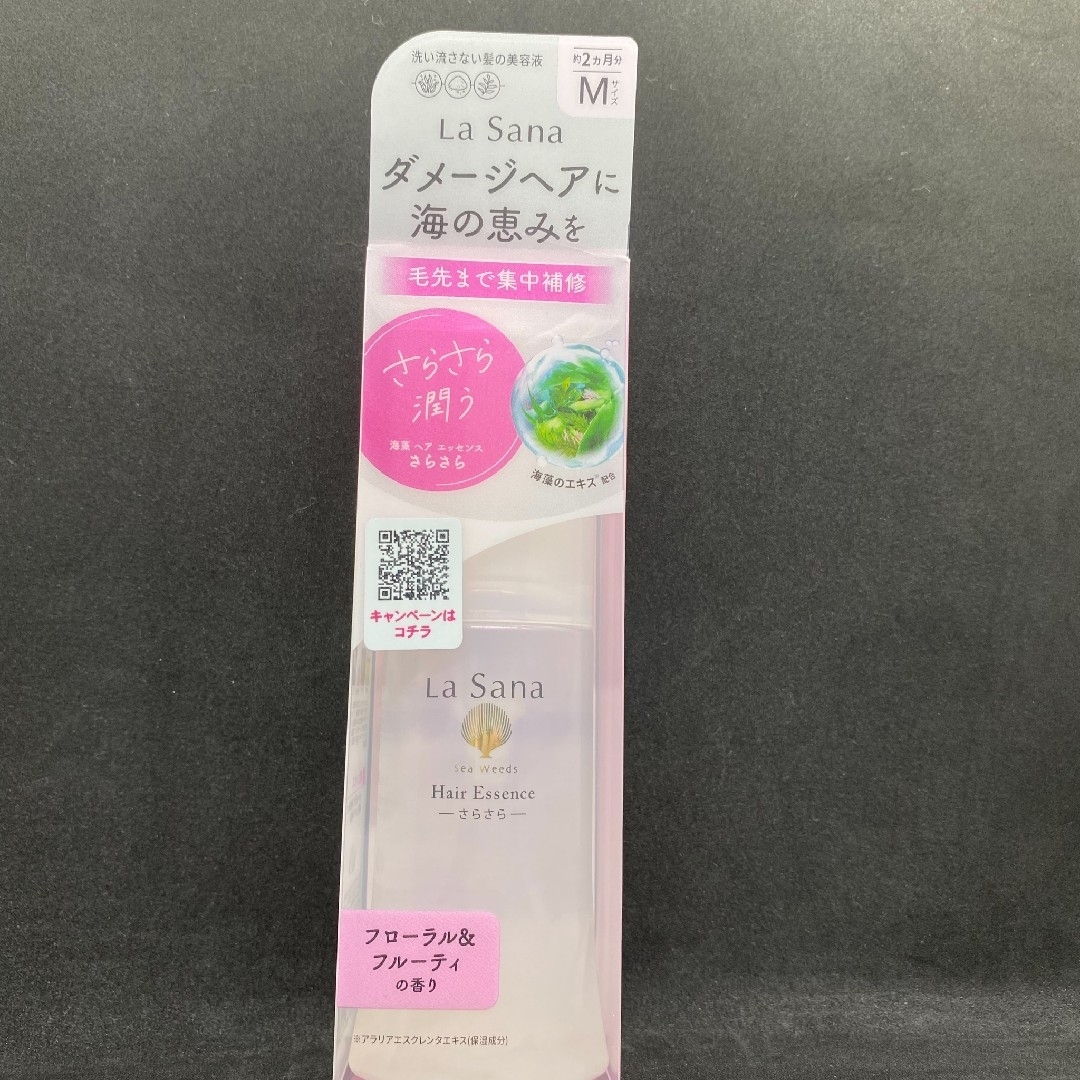 洗い流さない髪の美容液
約2ヵ月分
Mサイズ
La Sana
ダメージヘアに
海の恵みを
毛先まで集中補修
さらさら
潤う
海藻 ヘア エッセンス
さらさら
海藻のエキス※配合
キャンペーンは
コチラ
La Sana
Sea Weeds
Hair Essence
—さらさら—
フローラル&
フルーティ
の香り
※アラリアエスクレンタエキス(保湿成分)